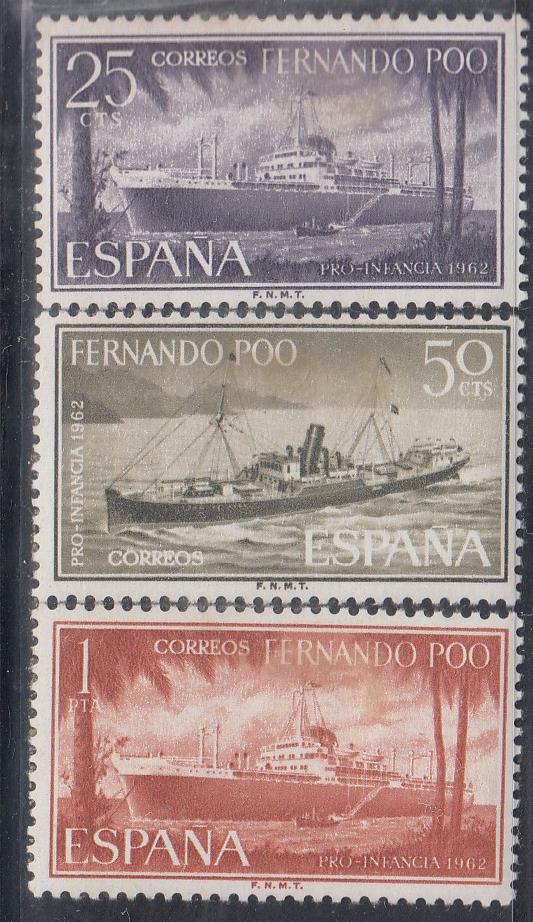 25 CORREOS FERNANDO POO
CTS
ESPAÑA PRO-INFANCIA 1962
F.N.M.T.
FERNANDO POO 50
CTS
PRO-INFANCIA 1962
CORREOS ESPAÑA
F.N.M.T.
1 CORREOS FERNANDO POO
PTA
ESPAÑA PRO-INFANCIA 1962
F.N.M.T.